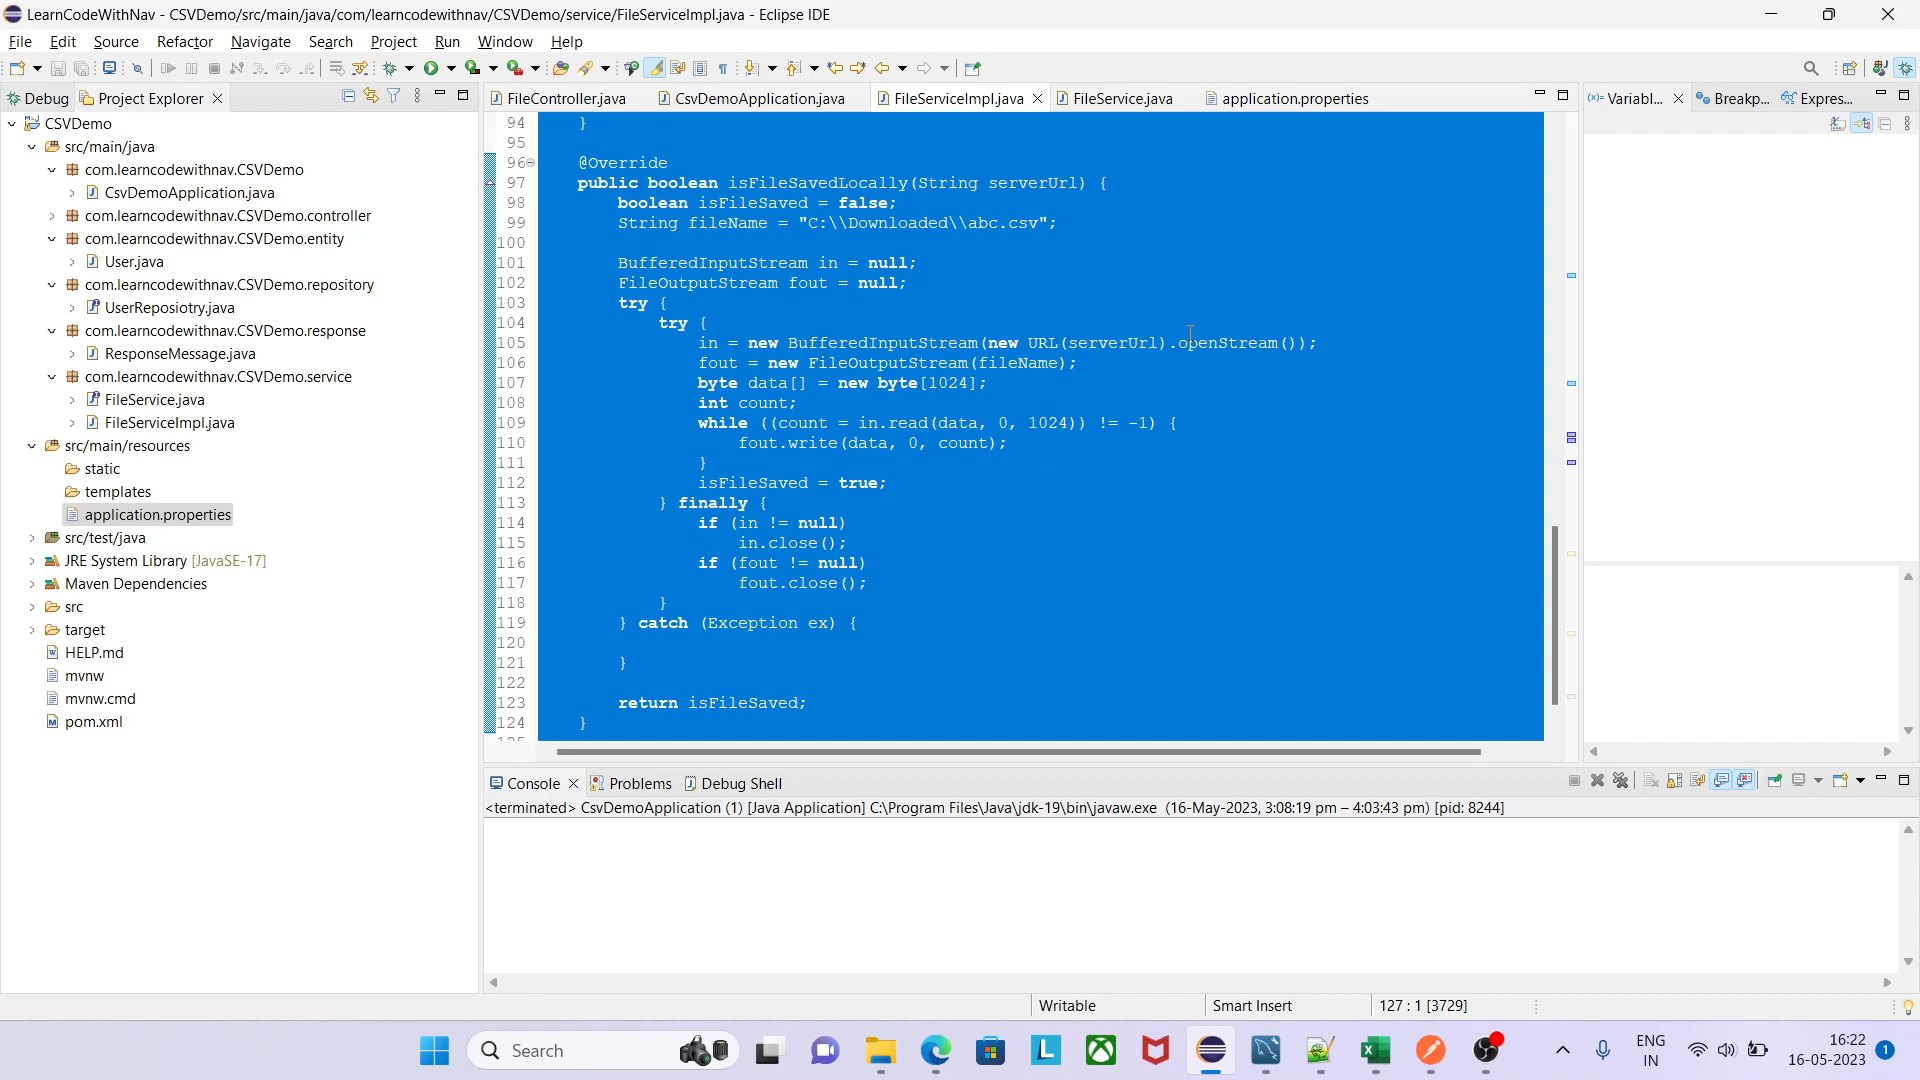 LearnCodeWithNav - CSVDemo/src/main/java/com/learncodewithnav/CSVDemo/service/FileServiceImpl.java - Eclipse IDE
File Edit Source Refactor Navigate Search Project Run Window Help
Debug Project Explorer
CSVDemo
src/main/java
com.learncodewithnav.CSVDemo
CsvDemoApplication.java
com.learncodewithnav.CSVDemo.controller
com.learncodewithnav.CSVDemo.entity
User.java
com.learncodewithnav.CSVDemo.repository
UserReposiotry.java
com.learncodewithnav.CSVDemo.response
ResponseMessage.java
com.learncodewithnav.CSVDemo.service
FileService.java
FileServiceImpl.java
src/main/resources
static
templates
application.properties
src/test/java
JRE System Library [JavaSE-17]
Maven Dependencies
src
target
HELP.md
mvnw
mvnw.cmd
pom.xml
FileController.java CsvDemoApplication.java FileServiceImpl.java FileService.java application.properties
94 }
95
96 @Override
97 public boolean isFileSavedLocally(String serverUrl) {
98 boolean isFileSaved = false;
99 String fileName = "C:\\Downloaded\\abc.csv";
100
101 BufferedInputStream in = null;
102 FileOutputStream fout = null;
103 try {
104 try {
105 in = new BufferedInputStream(new URL(serverUrl).openStream());
106 fout = new FileOutputStream(fileName);
107 byte data[] = new byte[1024];
108 int count;
109 while ((count = in.read(data, 0, 1024)) != -1) {
110 fout.write(data, 0, count);
111 }
112 isFileSaved = true;
113 } finally {
114 if (in != null)
115 in.close();
116 if (fout != null)
117 fout.close();
118 }
119 } catch (Exception ex) {
120
121 }
122
123 return isFileSaved;
124 }
(x)= Variabl... Breakp... Expres...
Console Problems Debug Shell
<terminated> CsvDemoApplication (1) [Java Application] C:\Program Files\Java\jdk-19\bin\javaw.exe (16-May-2023, 3:08:19 pm – 4:03:43 pm) [pid: 8244]
Writable Smart Insert 127 : 1 [3729]
Search
ENG
IN
16:22
16-05-2023
1